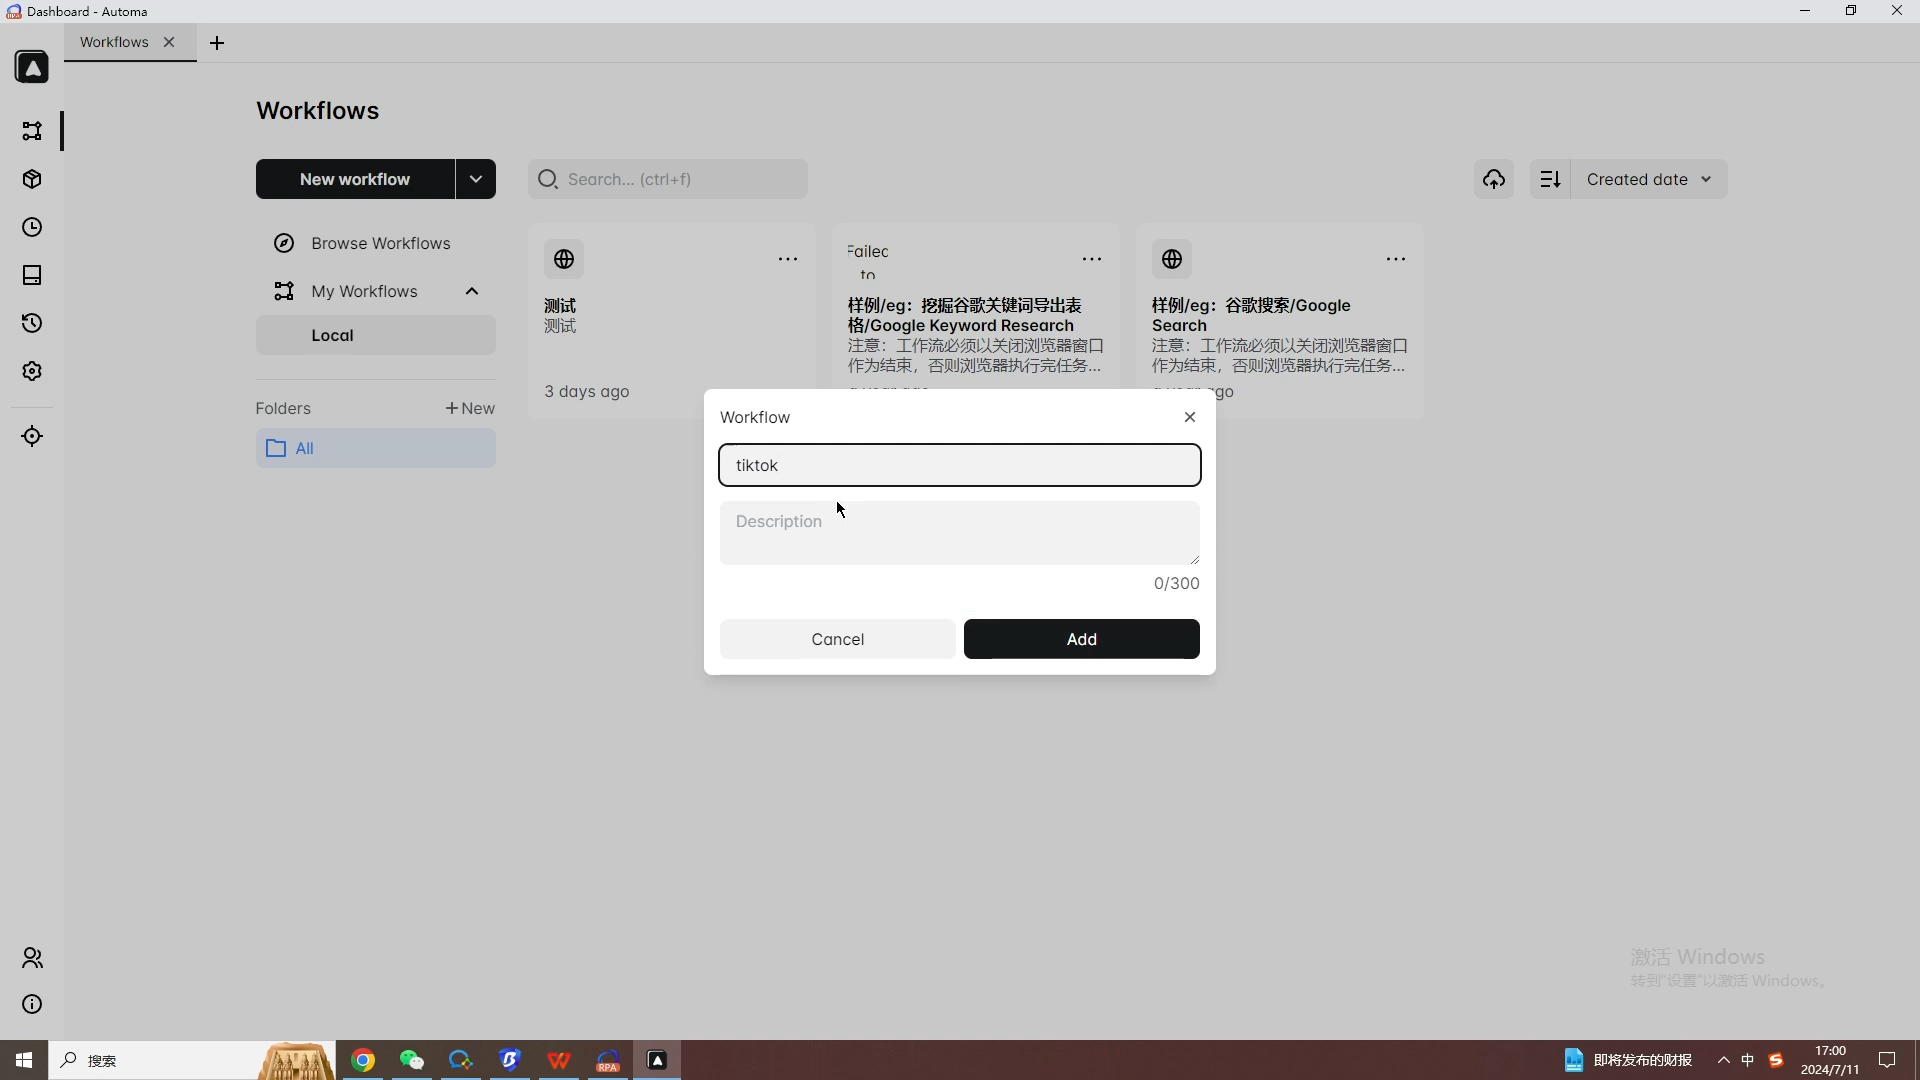 Dashboard - Automa
Workflows
Workflows
New workflow
Search... (ctrl+f)
Created date
Browse Workflows
My Workflows
Local
Folders
+ New
All
测试
测试
3 days ago
Failed
to
样例/eg：挖掘谷歌关键词导出表
格/Google Keyword Research
注意：工作流必须以关闭浏览器窗口
作为结束，否则浏览器执行完任务...
样例/eg：谷歌搜索/Google
Search
注意：工作流必须以关闭浏览器窗口
作为结束，否则浏览器执行完任务...
Workflow
tiktok
Description
0/300
Cancel
Add
激活 Windows
转到"设置"以激活 Windows。
搜索
RPA
即将发布的财报
中
17:00
2024/7/11